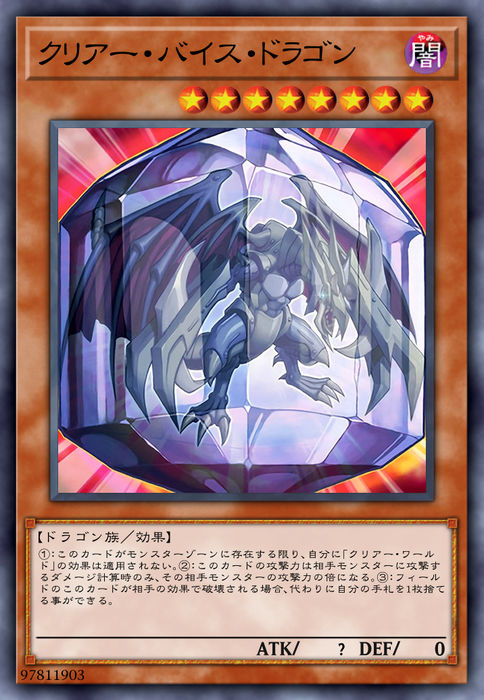 クリアー・バイス・ドラゴン
やみ
闇
【ドラゴン族／効果】
①:このカードがモンスターゾーンに存在する限り、自分に「クリアー・ワール
ド」の効果は適用されない。②:このカードの攻撃力は相手モンスターに攻撃す
るダメージ計算時のみ、その相手モンスターの攻撃力の倍になる。③:フィール
ドのこのカードが相手の効果で破壊される場合、代わりに自分の手札を1枚捨て
る事ができる。
ATK/ ? DEF/ 0
97811903